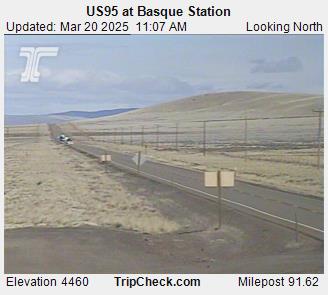 US95 at Basque Station
Updated: Mar 20 2025 11:07 AM Looking North
Elevation 4460 TripCheck.com Milepost 91.62